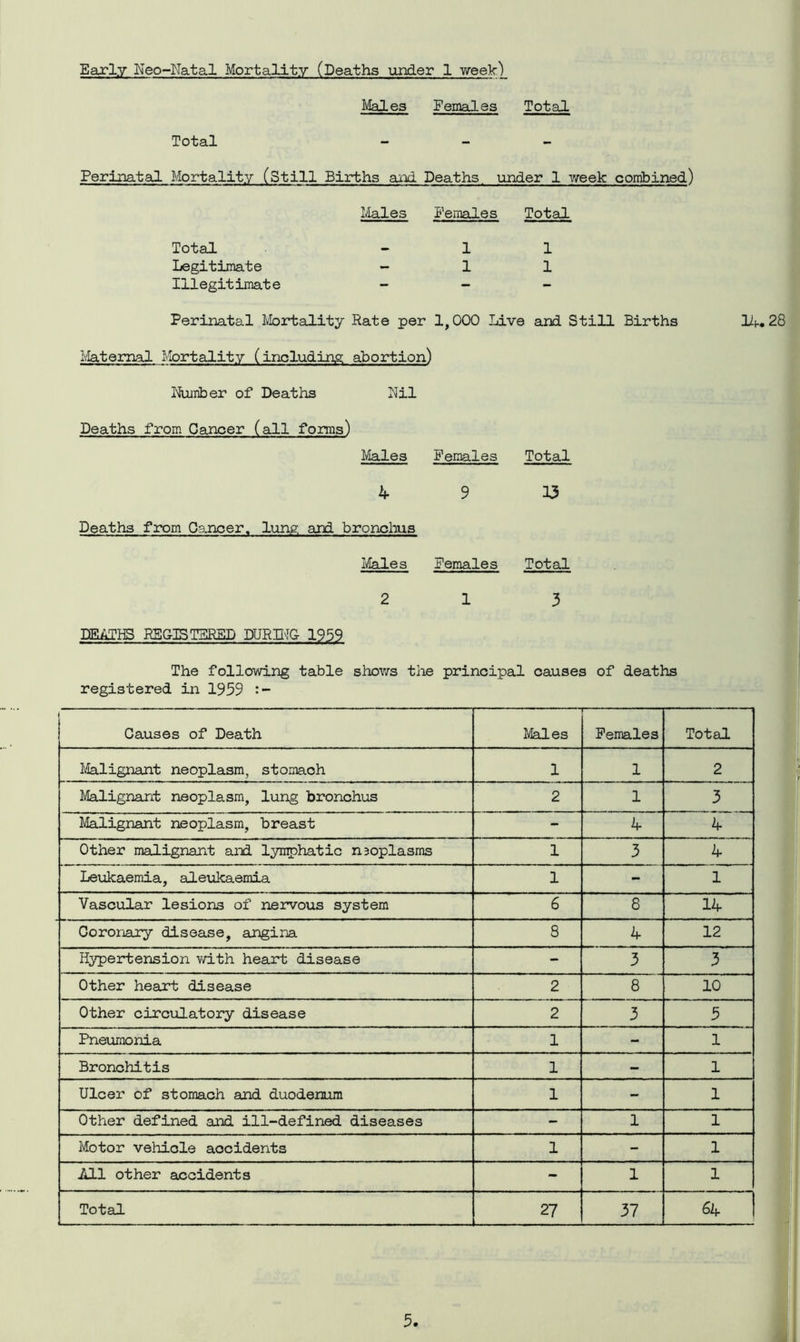 Early Neo-Natal Mortality (Deaths under 1 week)
Males Females Total
Total - - -
Perinatal Mortality (Still Births and Deaths under 1 week combined)
Males Females Total
Total - 1 1
Legitimate - 1 1
Illegitimate - - -
Perinatal Mortality Rate per 1,000 Live and Still Births 14.28
Maternal Mortality (including abortion)
Number of Deaths Nil
Deaths from Cancer (all forms)
Males Females Total
4 9 13
Deaths from Cancer, lung and bronchus
Males Females Total
2 1 3
DEATHS REGISTERED DURING 1959
The following table shows the principal causes of deaths
registered in 1959 :-
Causes of Death Males Females Total
Malignant neoplasm, stomach 1 1 2
Malignant neoplasm, lung bronchus 2 1 3
Malignant neoplasm, breast - 4 4
Other malignant and lymphatic neoplasms 1 3 4
Leukaemia, aleukaemia 1 - 1
Vascular lesions of nervous system 6 8 14
Coronary disease, angina 8 4 12
Hypertension with heart disease - 3 3
Other heart disease 2 8 10
Other circulatory disease 2 3 5
Pneumonia 1 - 1
Bronchitis 1 - 1
Ulcer of stomach and duodenum 1 - 1
Other defined and ill-defined diseases - 1 1
Motor vehicle accidents 1 - 1
All other accidents - 1 1
Total 27 37 64
5.